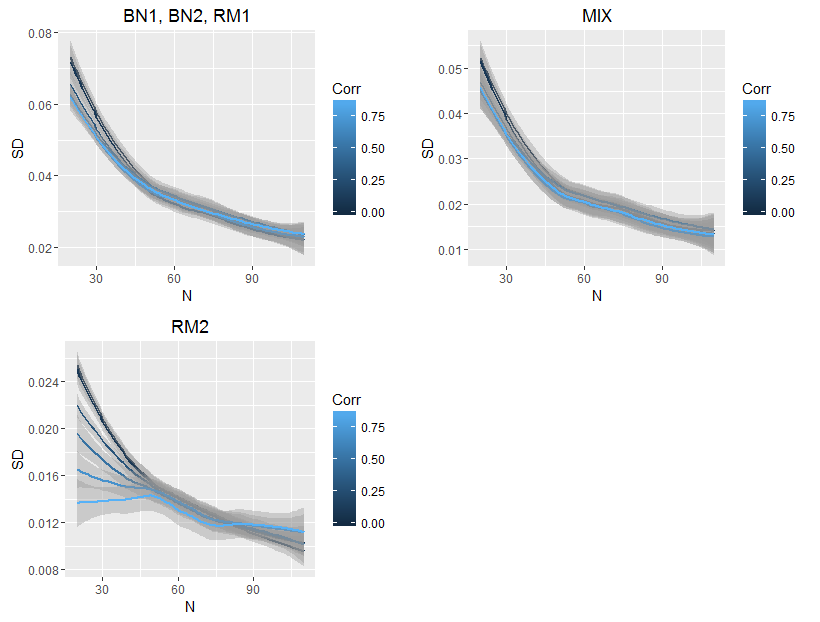 BN1, BN2, RM1
0.08
0.06
0.04
0.02
SD
30
60
90
N
Corr
0.75
0.50
0.25
0.00
MIX
0.05
0.04
0.03
0.02
0.01
SD
30
60
90
N
Corr
0.75
0.50
0.25
0.00
RM2
0.024
0.020
0.016
0.012
0.008
SD
30
60
90
N
Corr
0.75
0.50
0.25
0.00